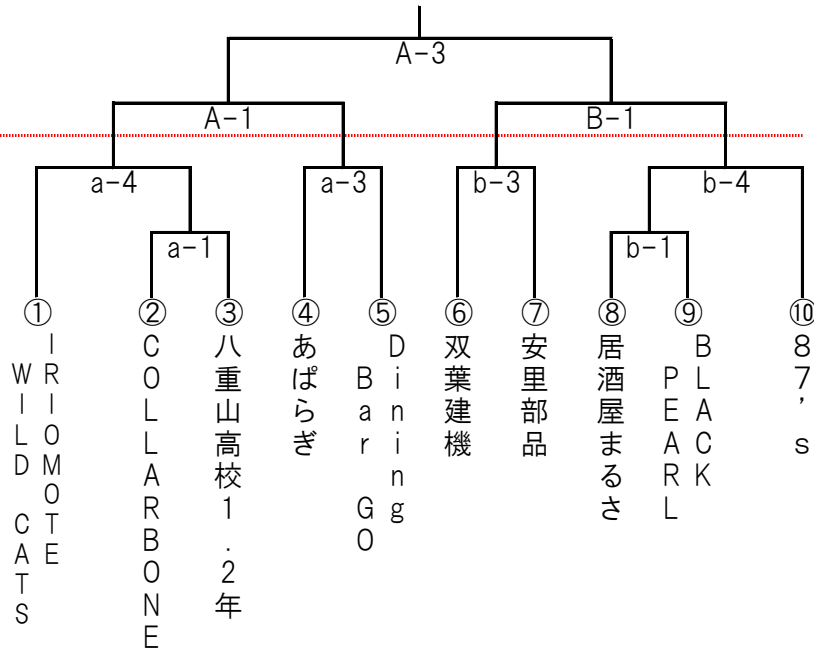 A-3
A-1
B-1
a-4
a-3
b-3
b-4
a-1
b-1
①
IRIOMOTE
WILD CATS
②
COLLARBONE
③
八重山高校1.2年
④
あぱらぎ
⑤
Dining
Bar GO
⑥
双葉建機
⑦
安里部品
⑧
居酒屋まるさ
⑨
BLACK
PEARL
⑩
87’s